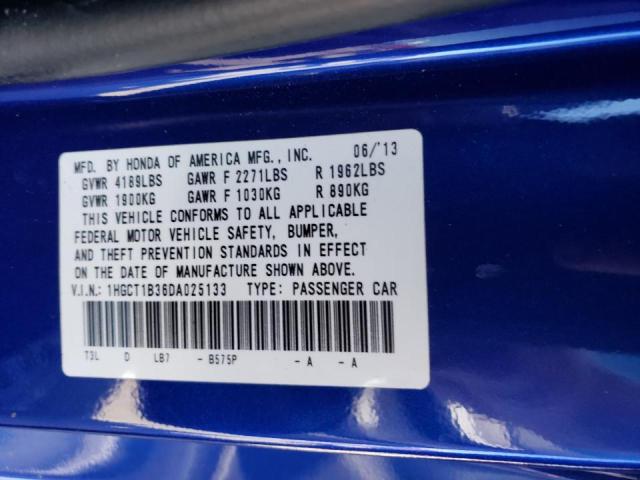 MFD. BY HONDA OF AMERICA MFG., INC. 06/'13
GVWR 4189LBS GAWR F 2271LBS R 1962LBS
GVWR 1900KG GAWR F 1030KG R 890KG
THIS VEHICLE CONFORMS TO ALL APPLICABLE
FEDERAL MOTOR VEHICLE SAFETY, BUMPER,
AND THEFT PREVENTION STANDARDS IN EFFECT
ON THE DATE OF MANUFACTURE SHOWN ABOVE.
V.I.N.: 1HGCT1B36DA025133 TYPE: PASSENGER CAR
T3L D LB7 - B575P - A - A